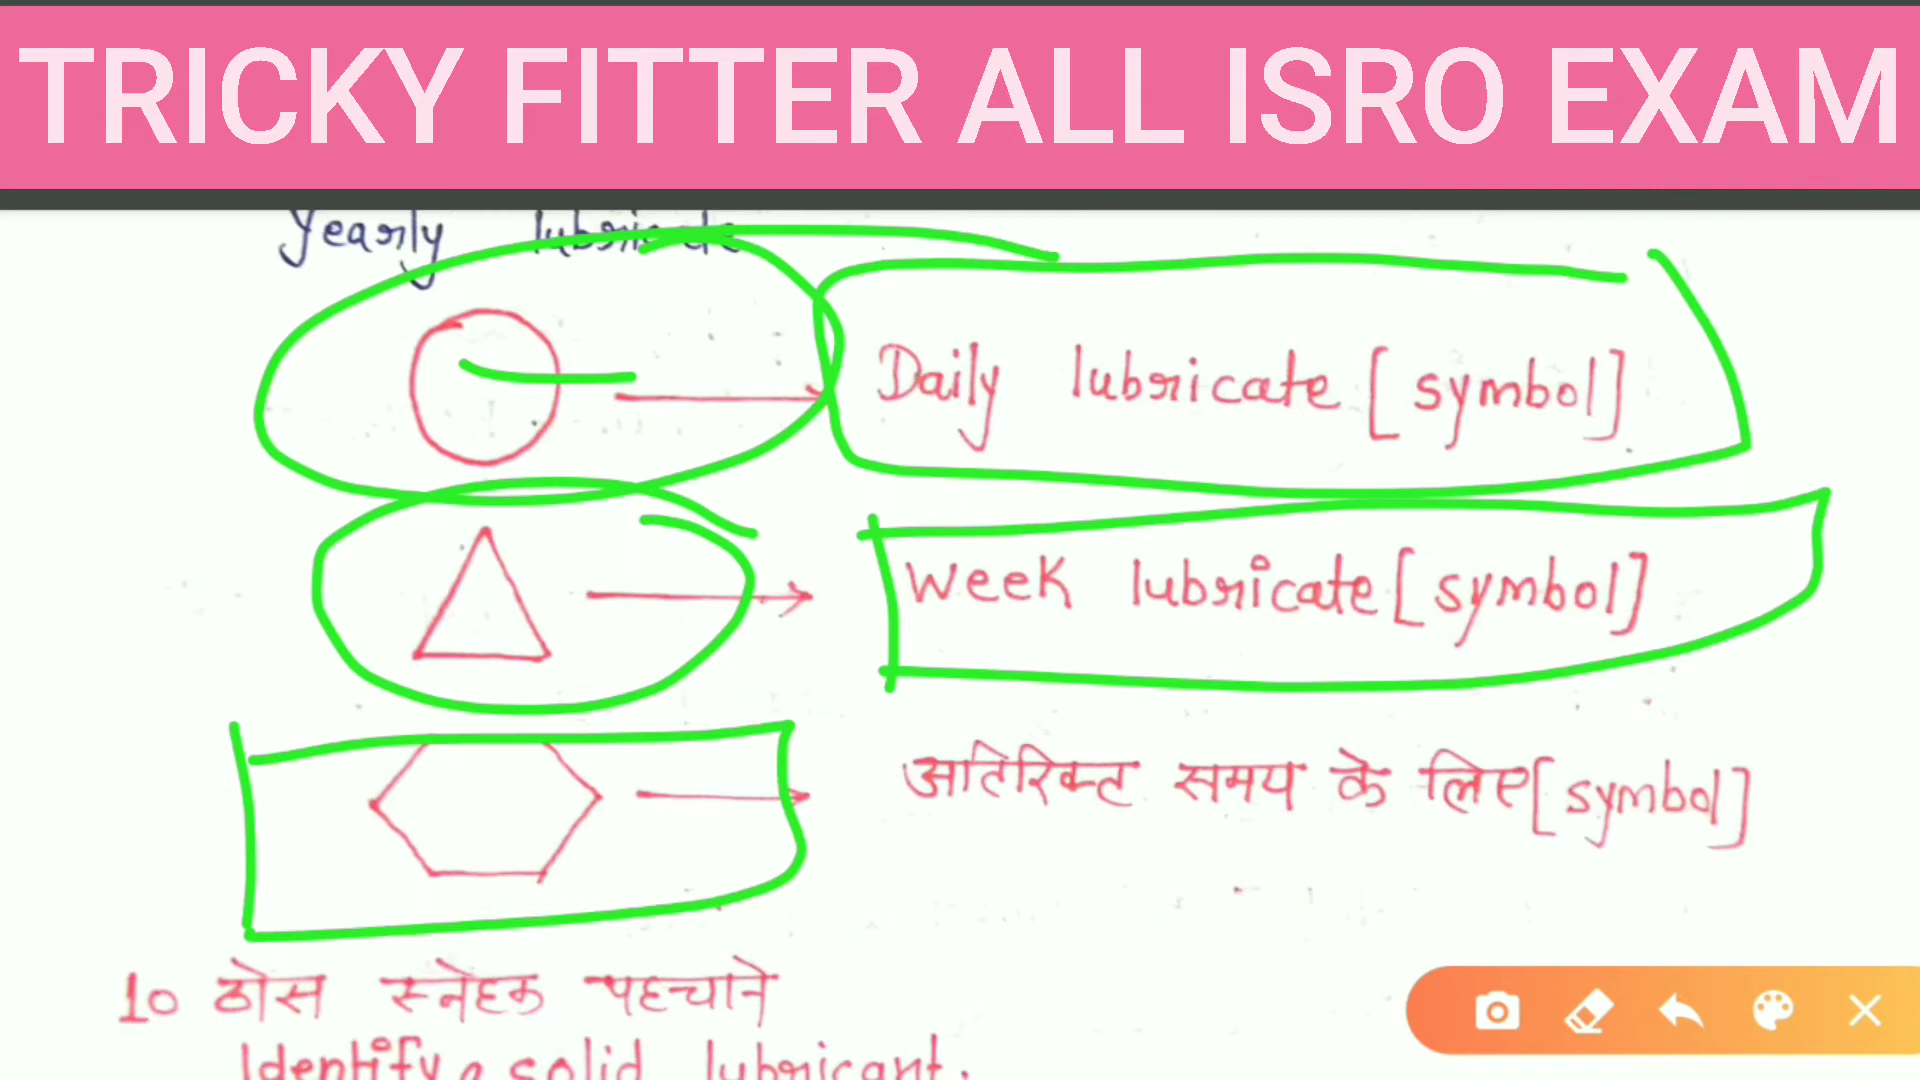 TRICKY FITTER ALL ISRO EXAM
Yearly lubricate
Daily lubricate [symbol]
Week lubricate [symbol]
अतिरिक्त समय के लिए [symbol]
10 ठोस स्नेहक पहचाने
Identify a solid lubricant.